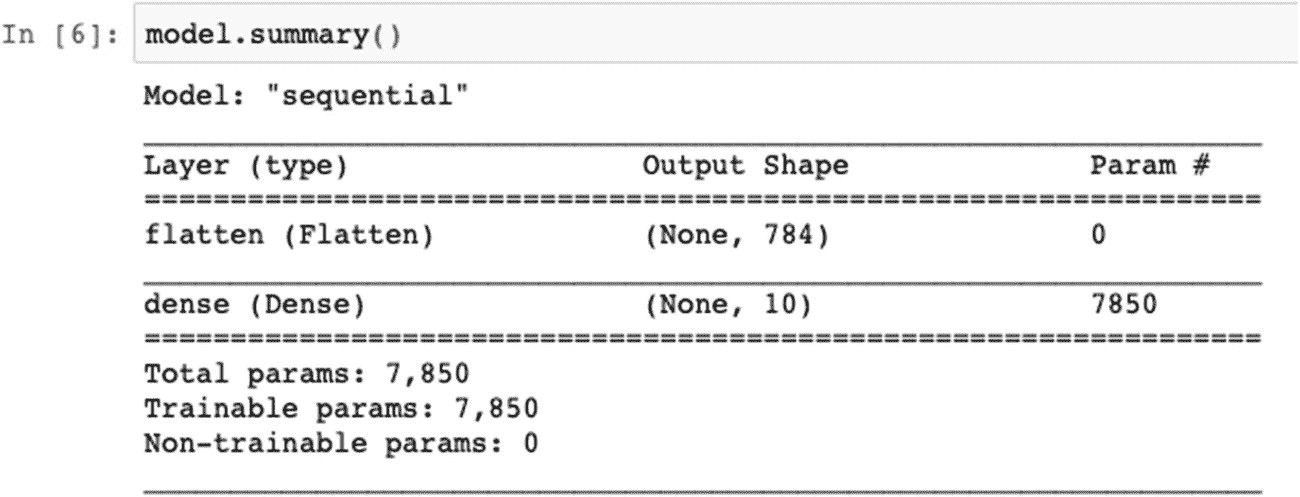 In [6]: model.summary()
Model: "sequential"
Layer (type) Output Shape Param #
=================================================================
flatten (Flatten) (None, 784) 0
dense (Dense) (None, 10) 7850
=================================================================
Total params: 7,850
Trainable params: 7,850
Non-trainable params: 0